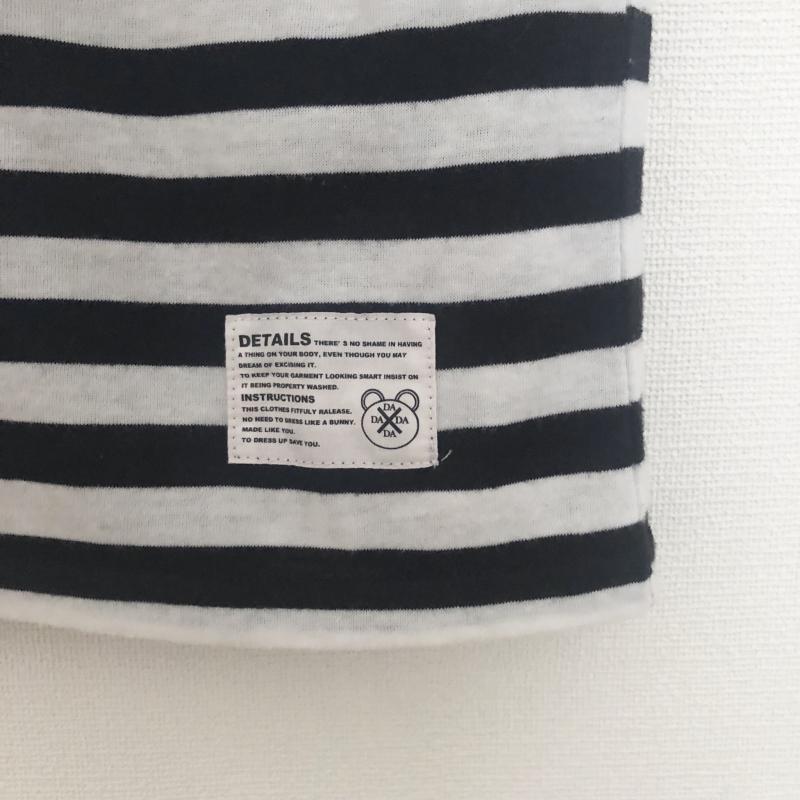 DETAILS THERE'S NO SHAME IN HAVING
A THING ON YOUR BODY, EVEN THOUGH YOU MAY
DREAM OF EXCISING IT.
TO KEEP YOUR GARMENT LOOKING SMART INSIST ON
IT BEING PROPERTY WASHED.
INSTRUCTIONS
THIS CLOTHES FITFULY RALEASE.
NO NEED TO DRESS LIKE A BUNNY.
MADE LIKE YOU.
TO DRESS UP SAVE YOU.
DA
DA DA
DA